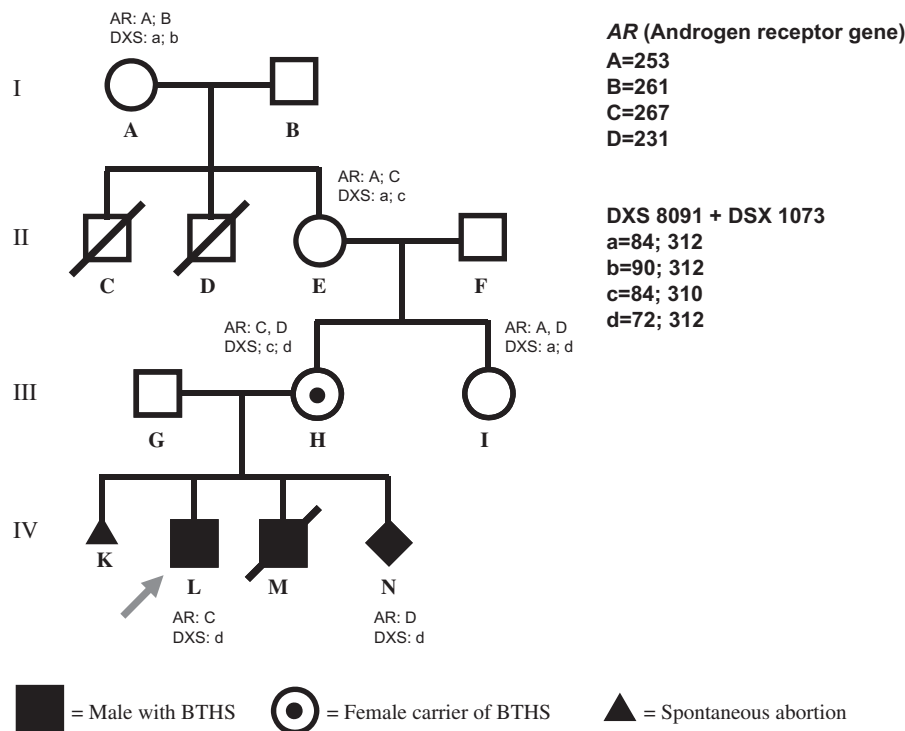 AR: A; B
DXS: a; b
I
A
B
AR (Androgen receptor gene)
A=253
B=261
C=267
D=231
AR: A; C
DXS: a; c
II
C
D
E
F
DXS 8091 + DSX 1073
a=84; 312
b=90; 312
c=84; 310
d=72; 312
AR: C, D
DXS; c; d
AR: A, D
DXS: a; d
III
G
H
I
IV
K
L
M
N
AR: C
DXS: d
AR: D
DXS: d
= Male with BTHS
= Female carrier of BTHS
= Spontaneous abortion